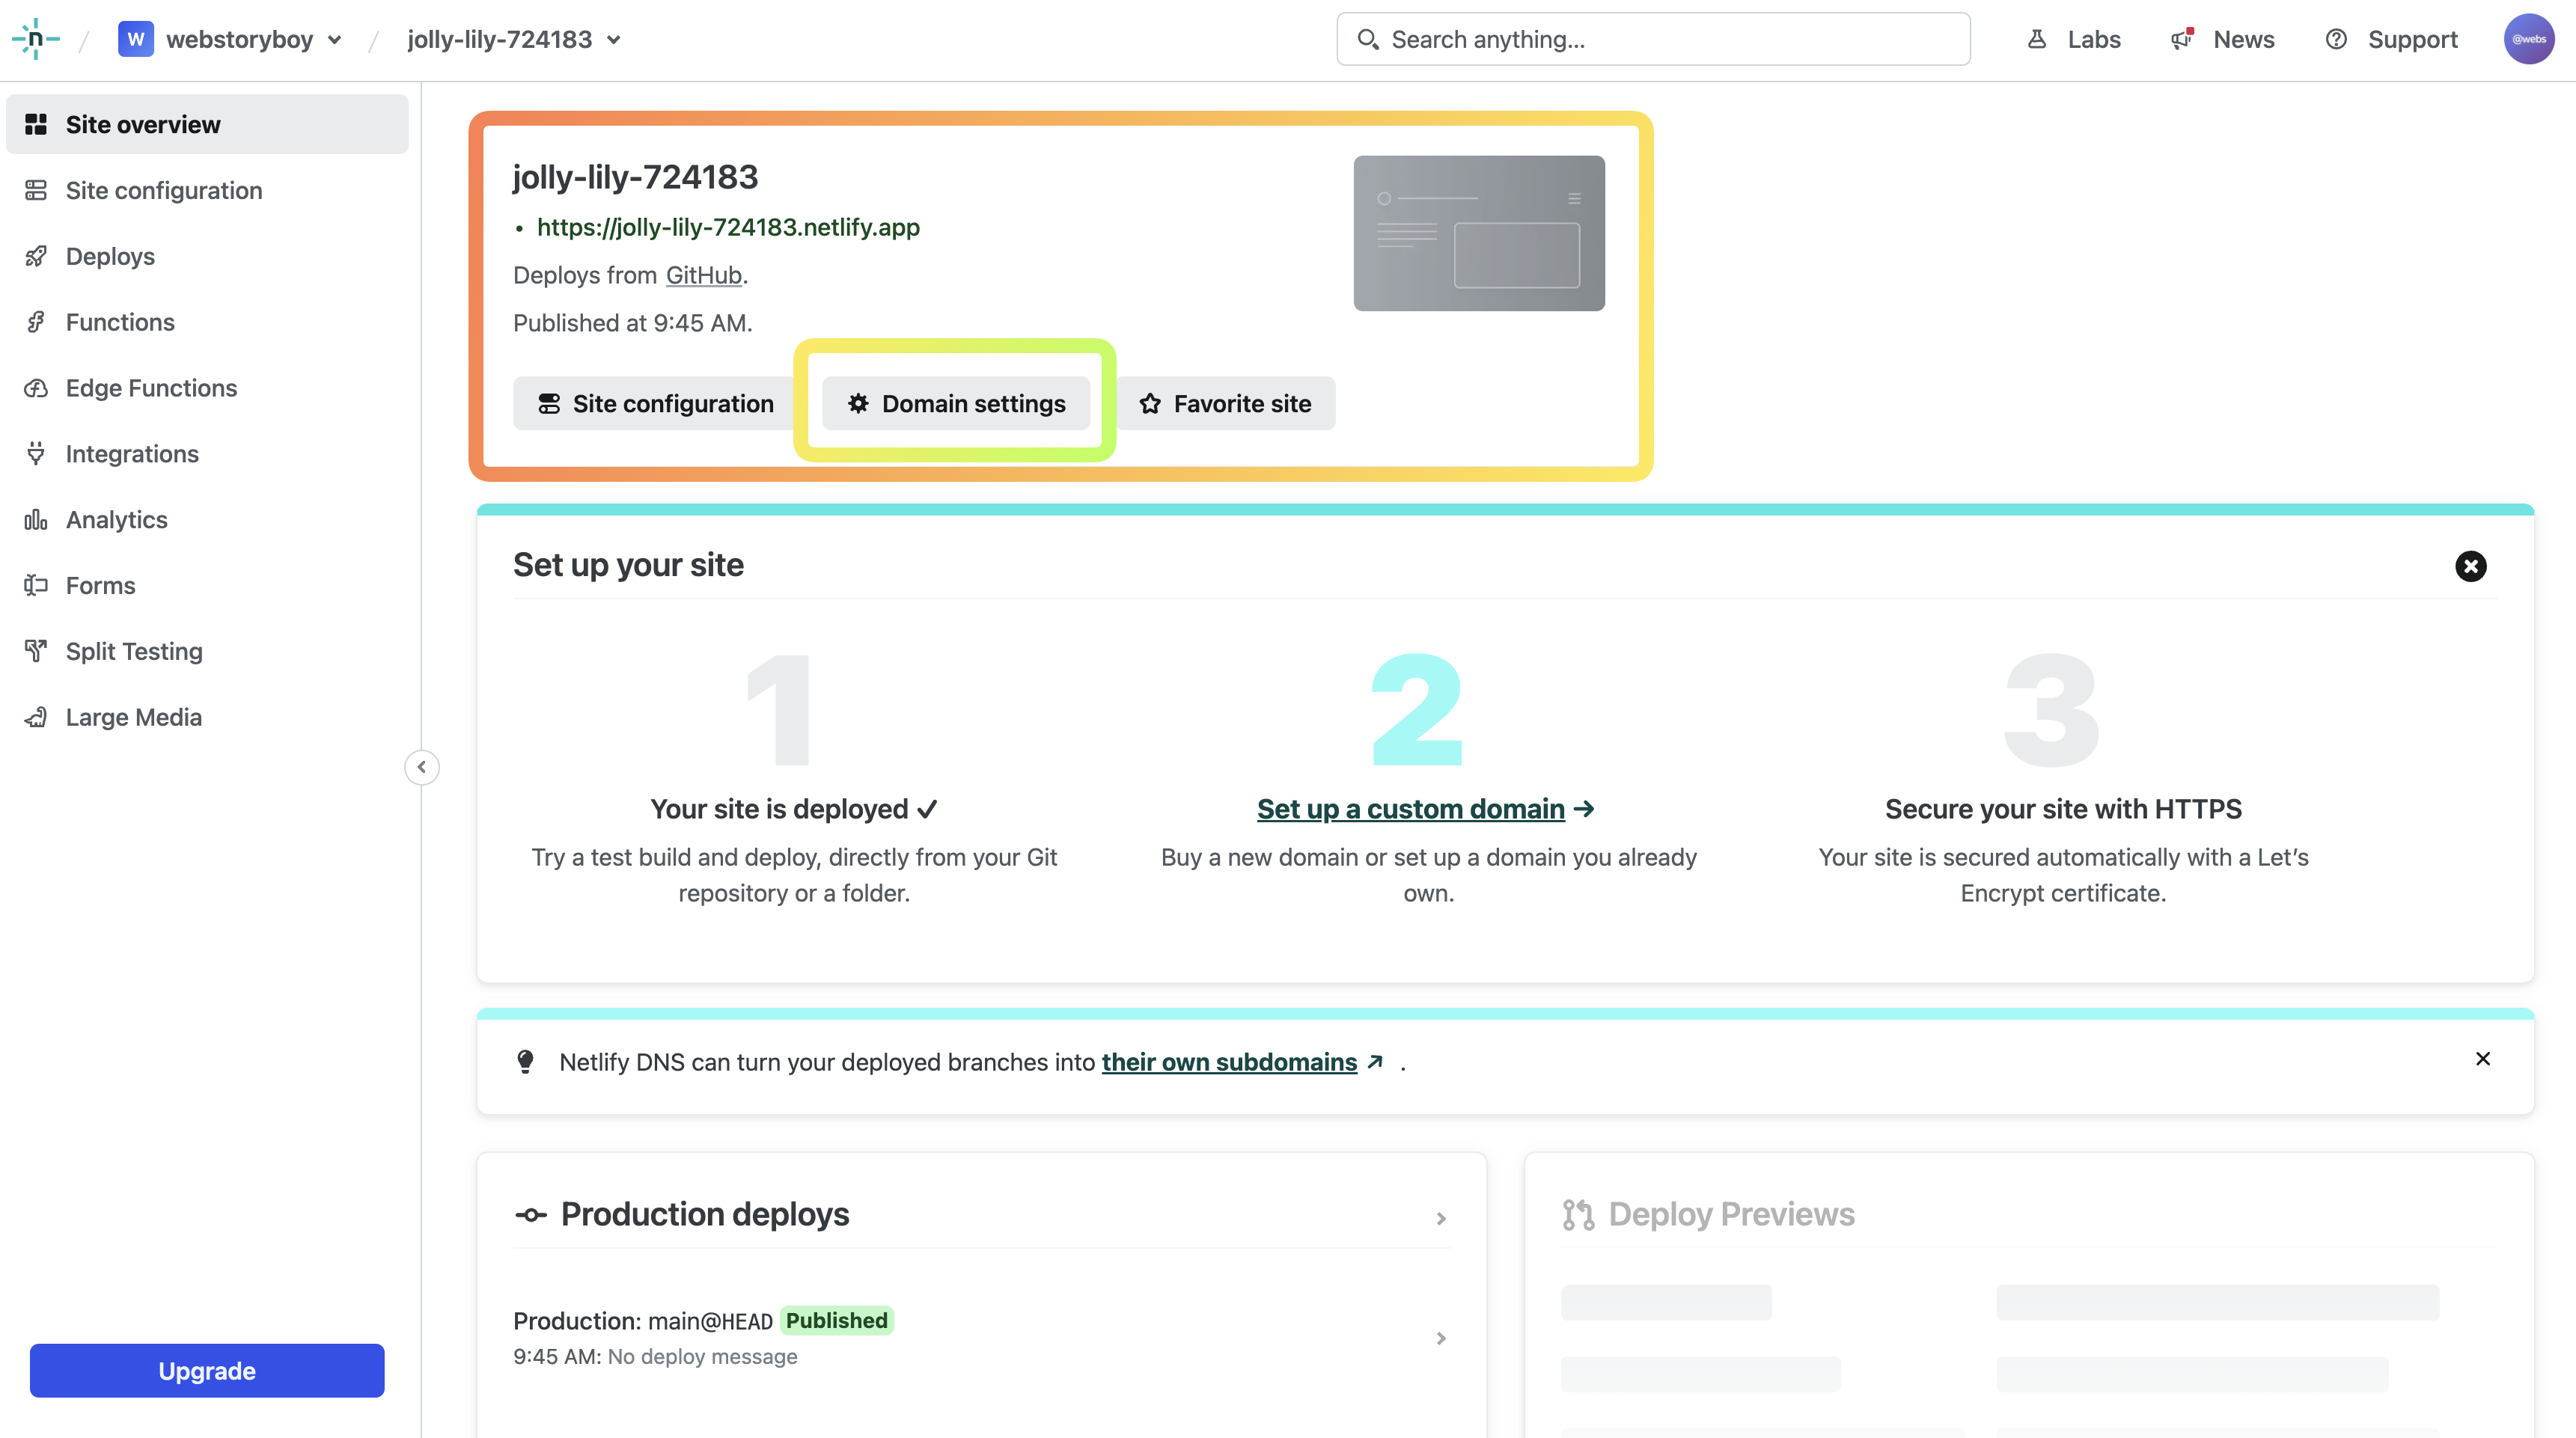 n / W webstoryboy / jolly-lily-724183
Search anything...
Labs
News
Support
@webs
Site overview
Site configuration
Deploys
Functions
Edge Functions
Integrations
Analytics
Forms
Split Testing
Large Media
Upgrade
jolly-lily-724183
• https://jolly-lily-724183.netlify.app
Deploys from GitHub.
Published at 9:45 AM.
Site configuration
Domain settings
Favorite site
Set up your site
1
Your site is deployed ✓
Try a test build and deploy, directly from your Git
repository or a folder.
2
Set up a custom domain →
Buy a new domain or set up a domain you already
own.
3
Secure your site with HTTPS
Your site is secured automatically with a Let’s
Encrypt certificate.
Netlify DNS can turn your deployed branches into their own subdomains ↗ .
Production deploys
Production: main@HEAD Published
9:45 AM: No deploy message
Deploy Previews